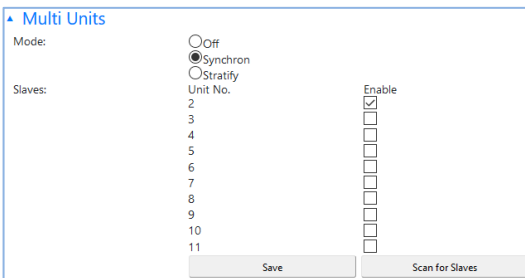 Multi Units
Mode: Off
Synchron
Stratify
Slaves: Unit No. Enable
2
3
4
5
6
7
8
9
10
11
Save Scan for Slaves